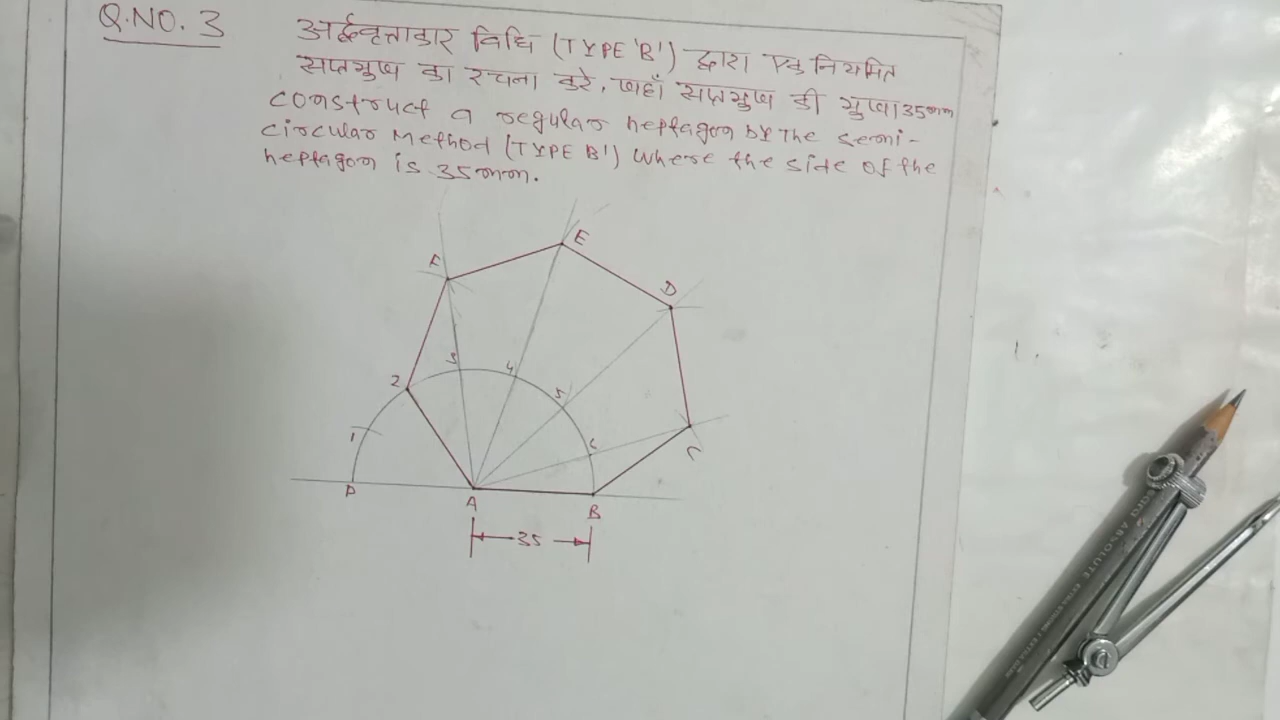 Q.NO. 3
अर्द्धवृत्ताकार विधि (TYPE 'B') द्वारा एक नियमित
सप्तभुज का रचना करे, जहाँ सप्तभुज की भुजा 35mm
construct a regular heptagon by The semi-
circular Method (TYPE B') Where the side of the
heptagon is 35mm.
E
F
D
3
4
2
5
1
6
C
P
A
B
35